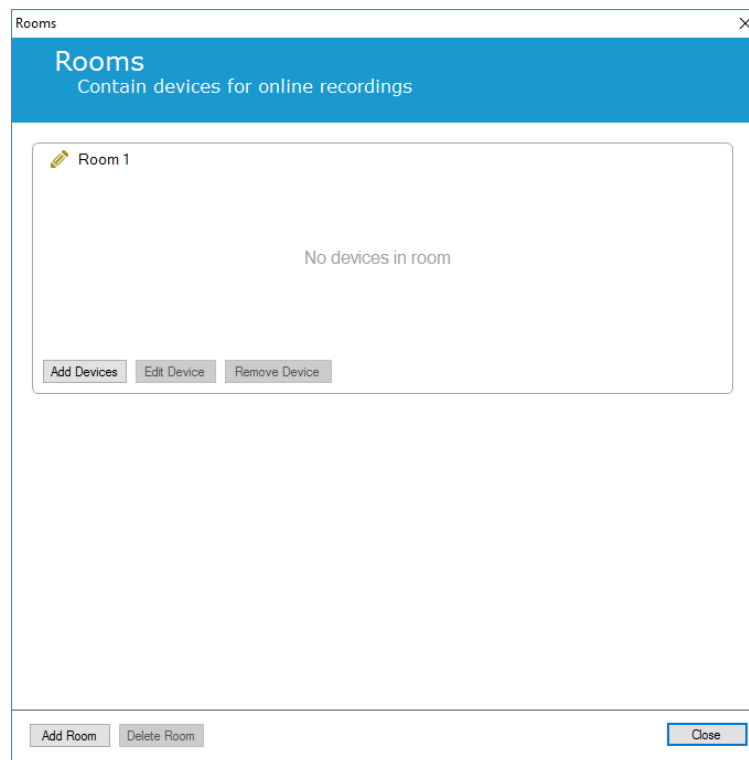 Rooms
Rooms
Contain devices for online recordings
Room 1
No devices in room
Add Devices Edit Device Remove Device
Add Room Delete Room Close